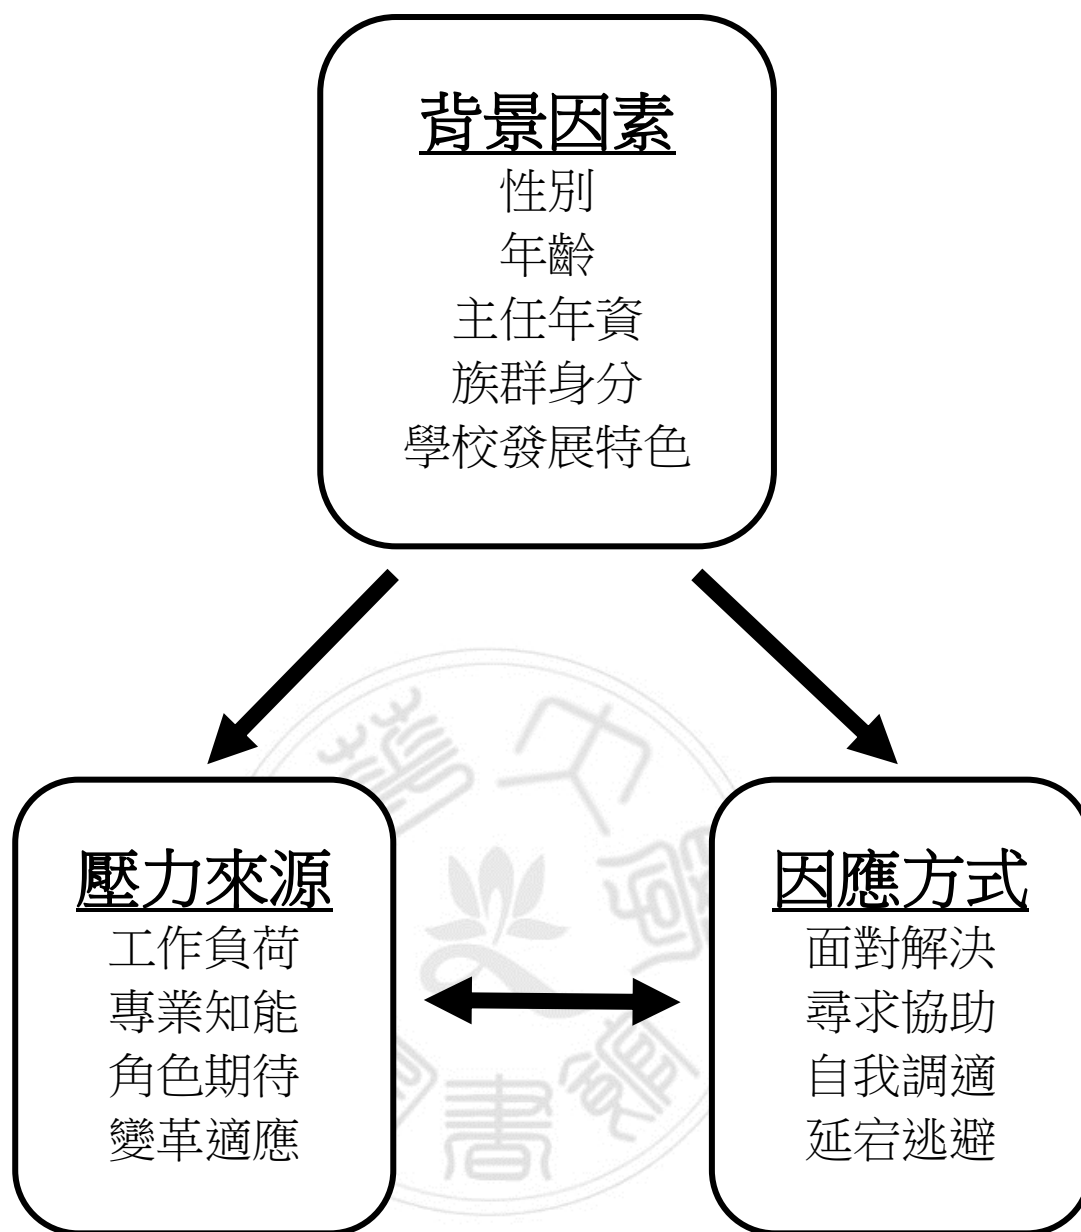 背景因素
性別
年齡
主任年資
族群身分
學校發展特色
壓力來源
工作負荷
專業知能
角色期待
變革適應
因應方式
面對解決
尋求協助
自我調適
延宕逃避